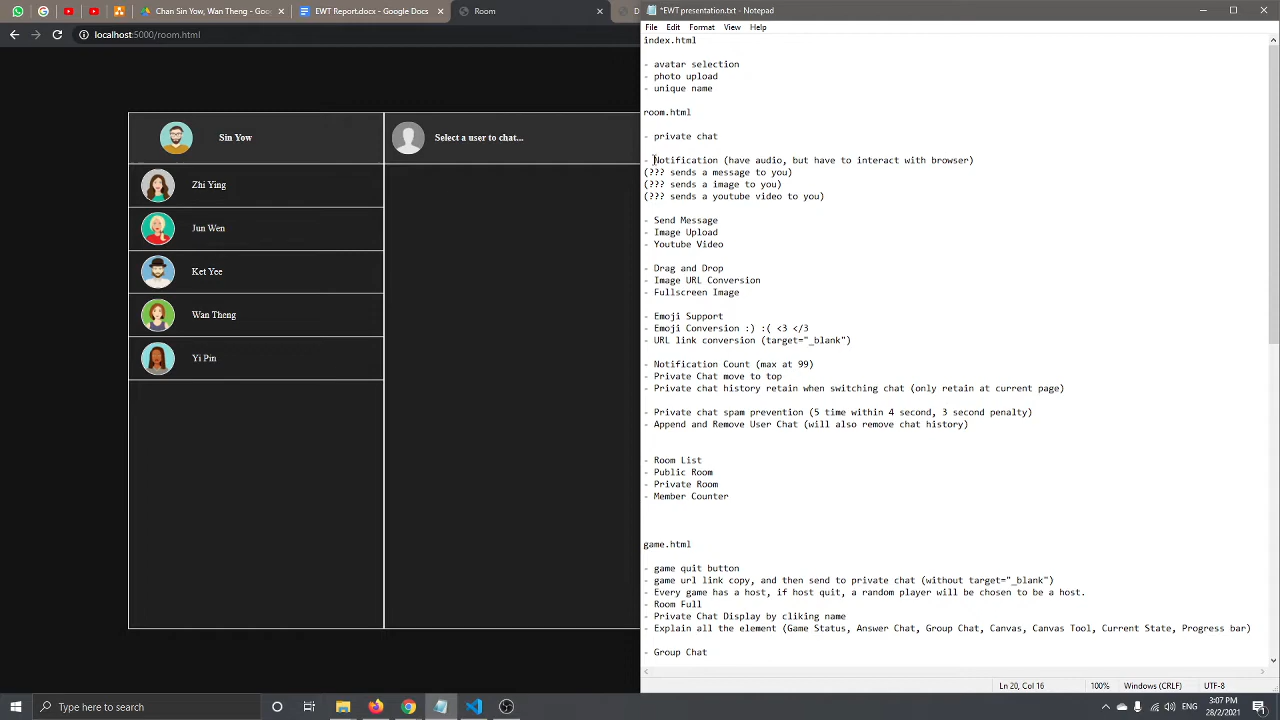 Chan Sin Yow, Wan Theng - Goo
EWT Report.doc - Google Docs
Room
*EVT presentation.txt - Notepad
localhost:5000/room.html
File Edit Format View Help
Sin Yow
Select a user to chat...
Zhi Ying
Jun Wen
Ket Yee
Wan Theng
Yi Pin
index.html
- avatar selection
- photo upload
- unique name
room.html
- private chat
- Notification (have audio, but have to interact with browser)
(??? sends a message to you)
(??? sends a image to you)
(??? sends a youtube video to you)
- Send Message
- Image Upload
- Youtube Video
- Drag and Drop
- Image URL Conversion
- Fullscreen Image
- Emoji Support
- Emoji Conversion :) :( <3 </3
- URL link conversion (target="_blank")
- Notification Count (max at 99)
- Private Chat move to top
- Private chat history retain when switching chat (only retain at current page)
- Private chat spam prevention (5 time within 4 second, 3 second penalty)
- Append and Remove User Chat (will also remove chat history)
- Room List
- Public Room
- Private Room
- Member Counter
game.html
- game quit button
- game url link copy, and then send to private chat (without target="_blank")
- Every game has a host, if host quit, a random player will be chosen to be a host.
- Room Full
- Private Chat Display by cliking name
- Explain all the element (Game Status, Answer Chat, Group Chat, Canvas, Canvas Tool, Current State, Progress bar)
- Group Chat
Ln 20, Col 16
100%
Windows (CRLF)
UTF-8
Type here to search
3:07 PM
28/2/2021